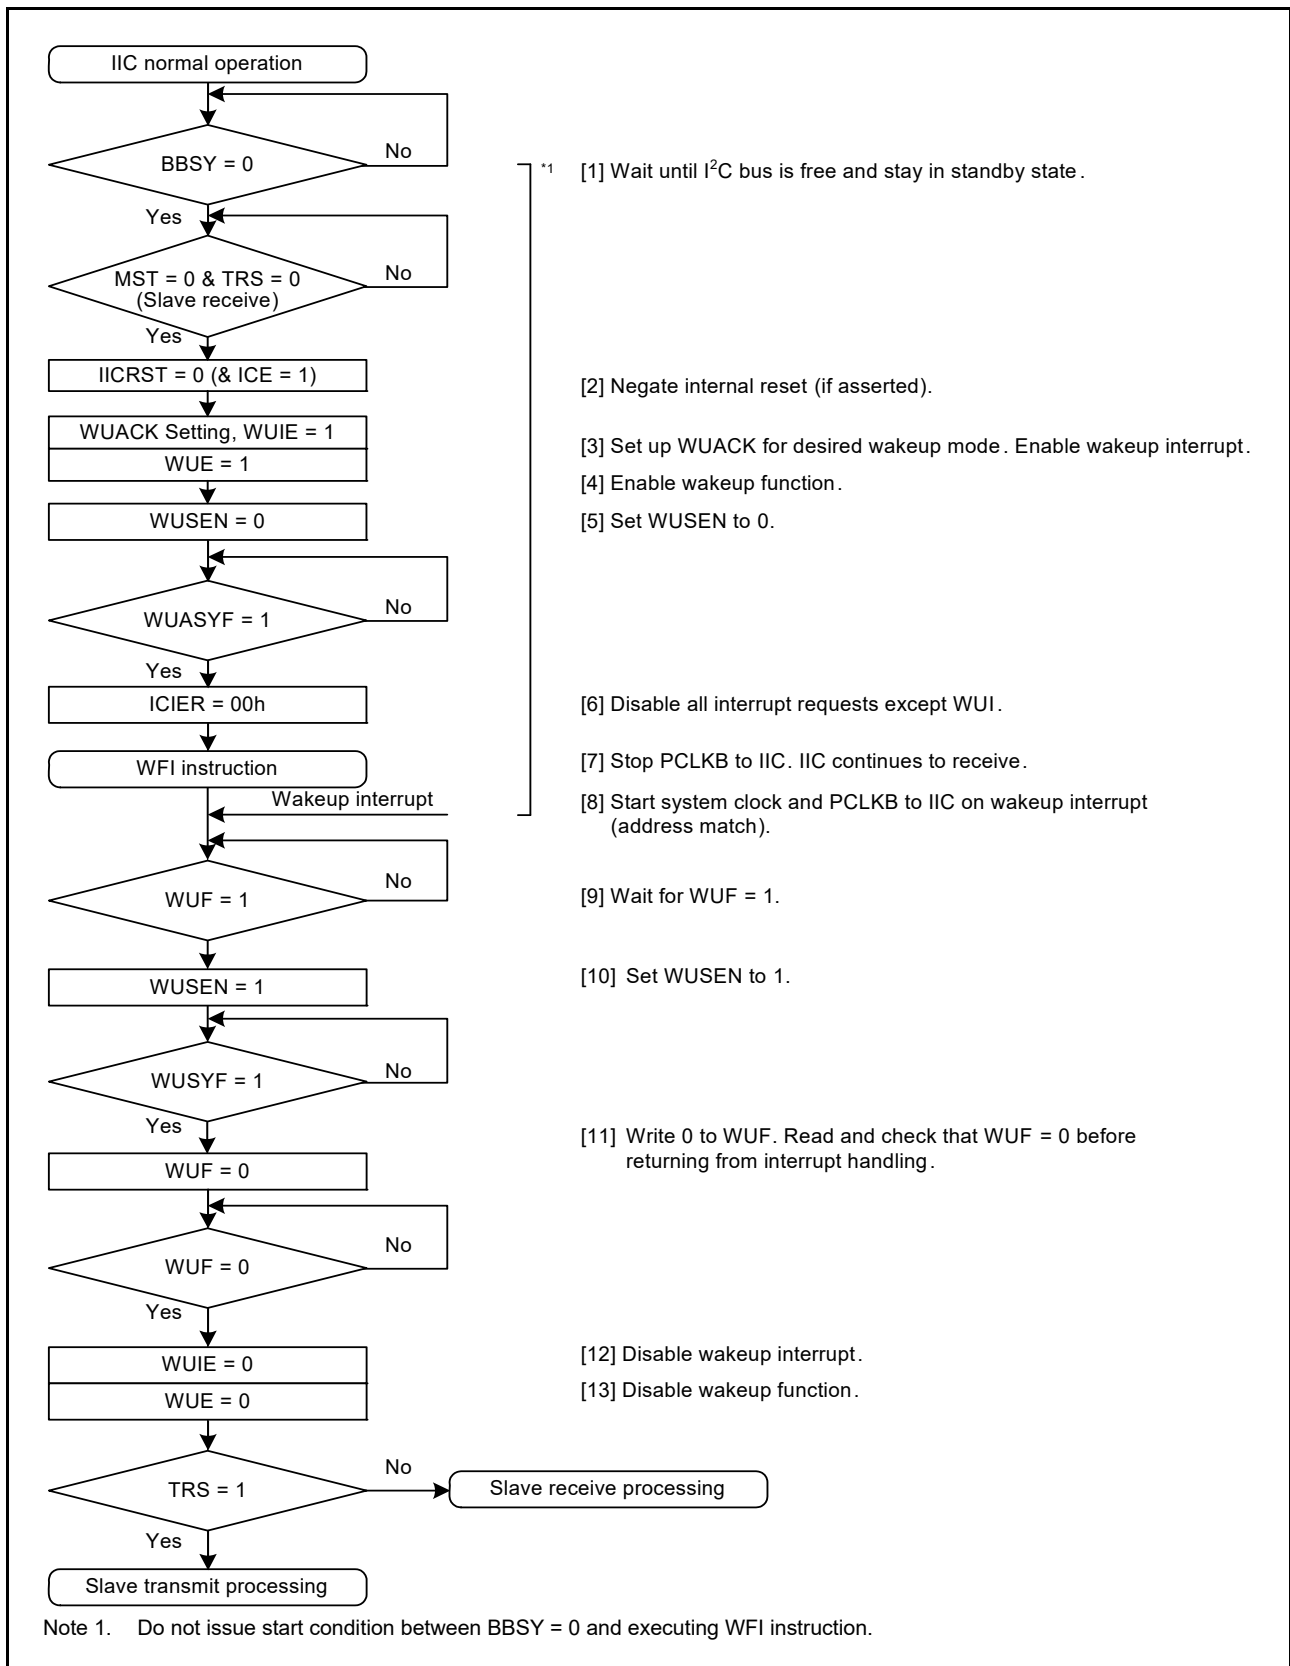 IIC normal operation
BBSY = 0
No
*1
[1] Wait until I²C bus is free and stay in standby state.
Yes
MST = 0 & TRS = 0
(Slave receive)
No
Yes
IICRST = 0 (& ICE = 1)
[2] Negate internal reset (if asserted).
WUACK Setting, WUIE = 1
[3] Set up WUACK for desired wakeup mode. Enable wakeup interrupt.
WUE = 1
[4] Enable wakeup function.
WUSEN = 0
[5] Set WUSEN to 0.
WUASYF = 1
No
Yes
ICIER = 00h
[6] Disable all interrupt requests except WUI.
WFI instruction
[7] Stop PCLKB to IIC. IIC continues to receive.
Wakeup interrupt
[8] Start system clock and PCLKB to IIC on wakeup interrupt
(address match).
WUF = 1
No
[9] Wait for WUF = 1.
WUSEN = 1
[10] Set WUSEN to 1.
WUSYF = 1
No
Yes
[11] Write 0 to WUF. Read and check that WUF = 0 before
returning from interrupt handling.
WUF = 0
WUF = 0
No
Yes
WUIE = 0
[12] Disable wakeup interrupt.
WUE = 0
[13] Disable wakeup function.
TRS = 1
No
Slave receive processing
Yes
Slave transmit processing
Note 1. Do not issue start condition between BBSY = 0 and executing WFI instruction.